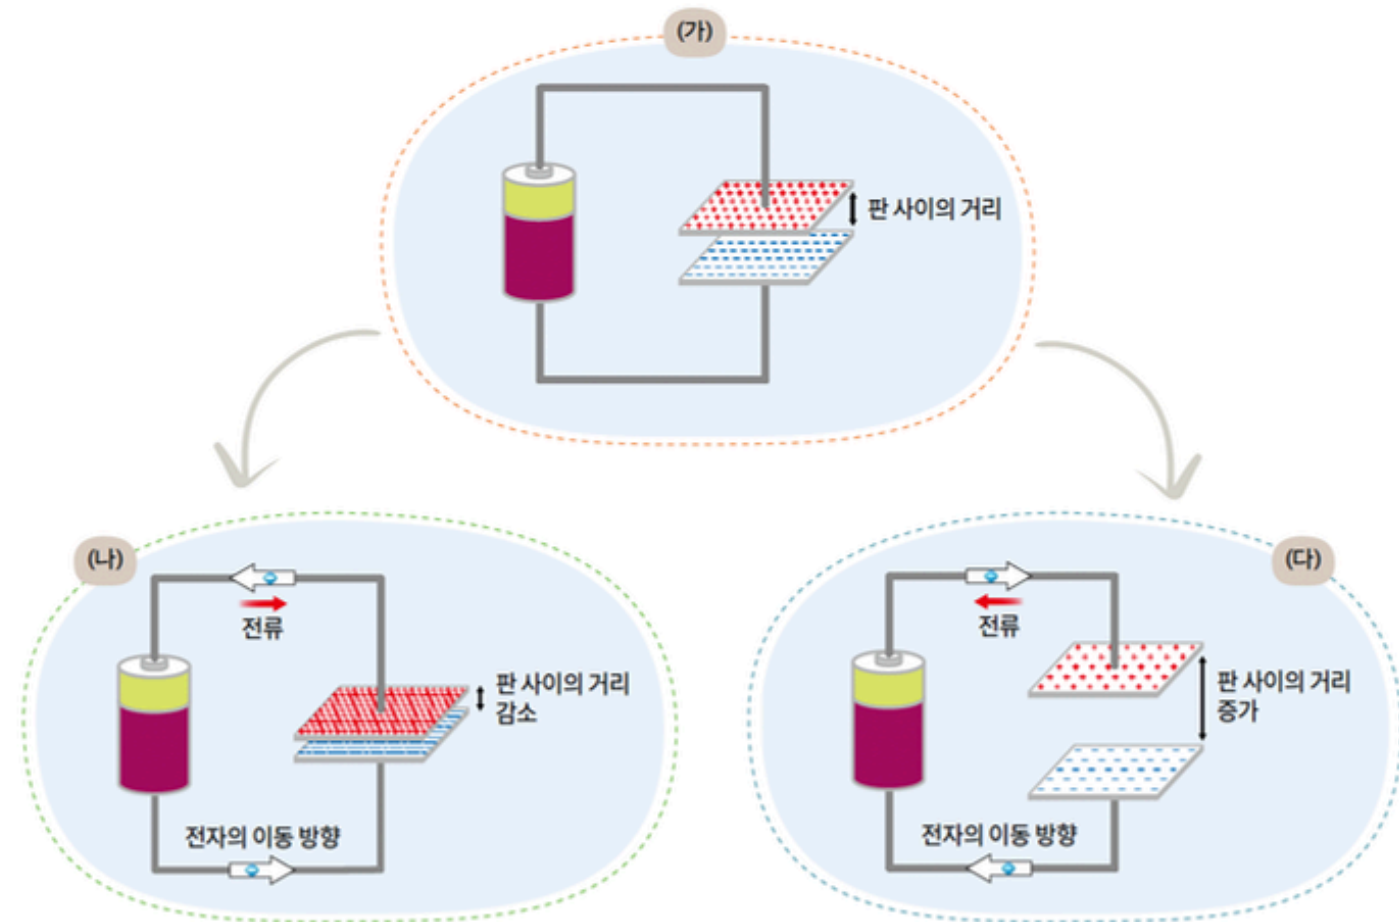 (가)
판 사이의 거리
(나)
전류
판 사이의 거리
감소
전자의 이동 방향
(다)
전류
판 사이의 거리
증가
전자의 이동 방향